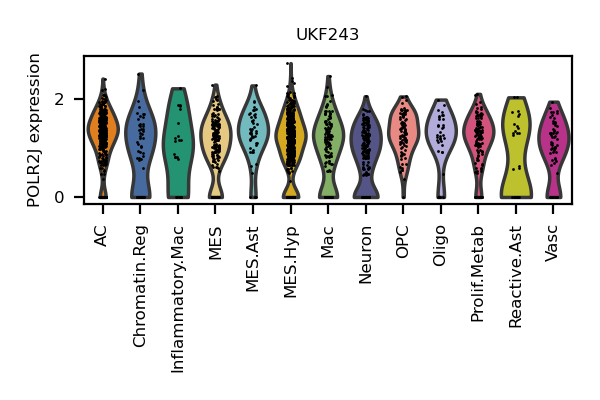 UKF243
POLR2J expression
2
0
AC
Chromatin.Reg
Inflammatory.Mac
MES
MES.Ast
MES.Hyp
Mac
Neuron
OPC
Oligo
Prolif.Metab
Reactive.Ast
Vasc